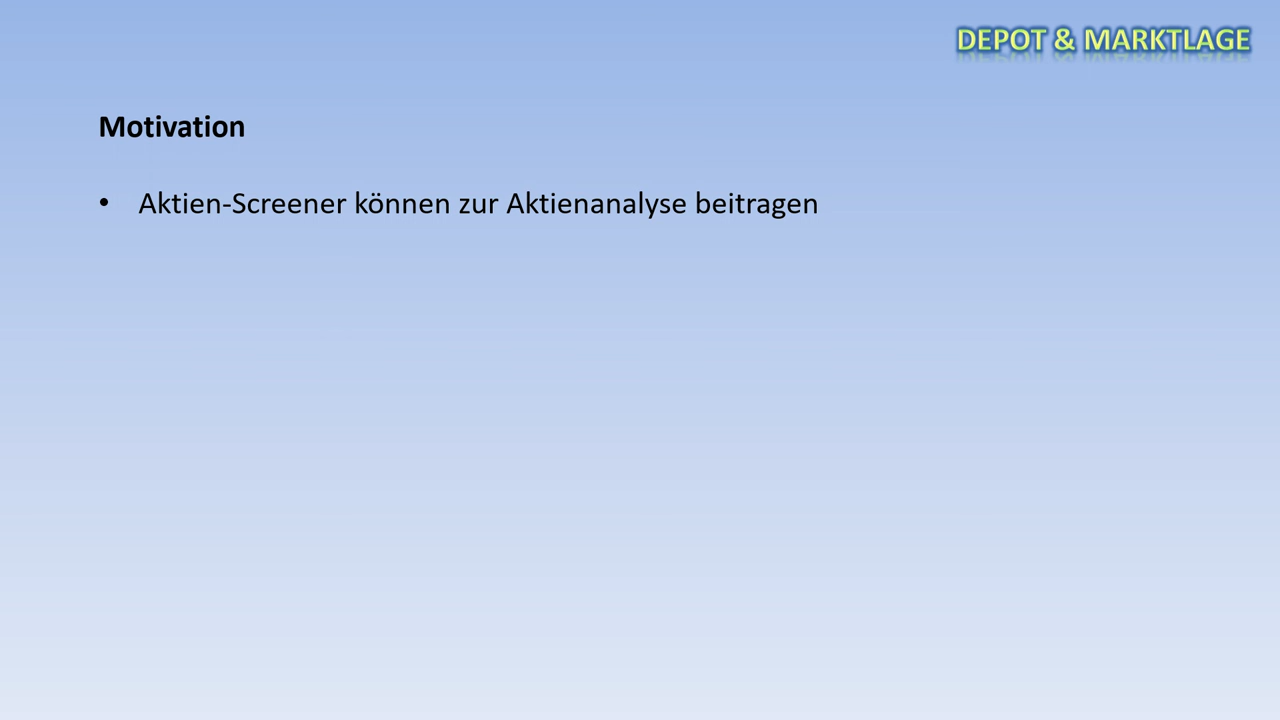 DEPOT & MARKTLAGE
Motivation
• Aktien-Screener können zur Aktienanalyse beitragen